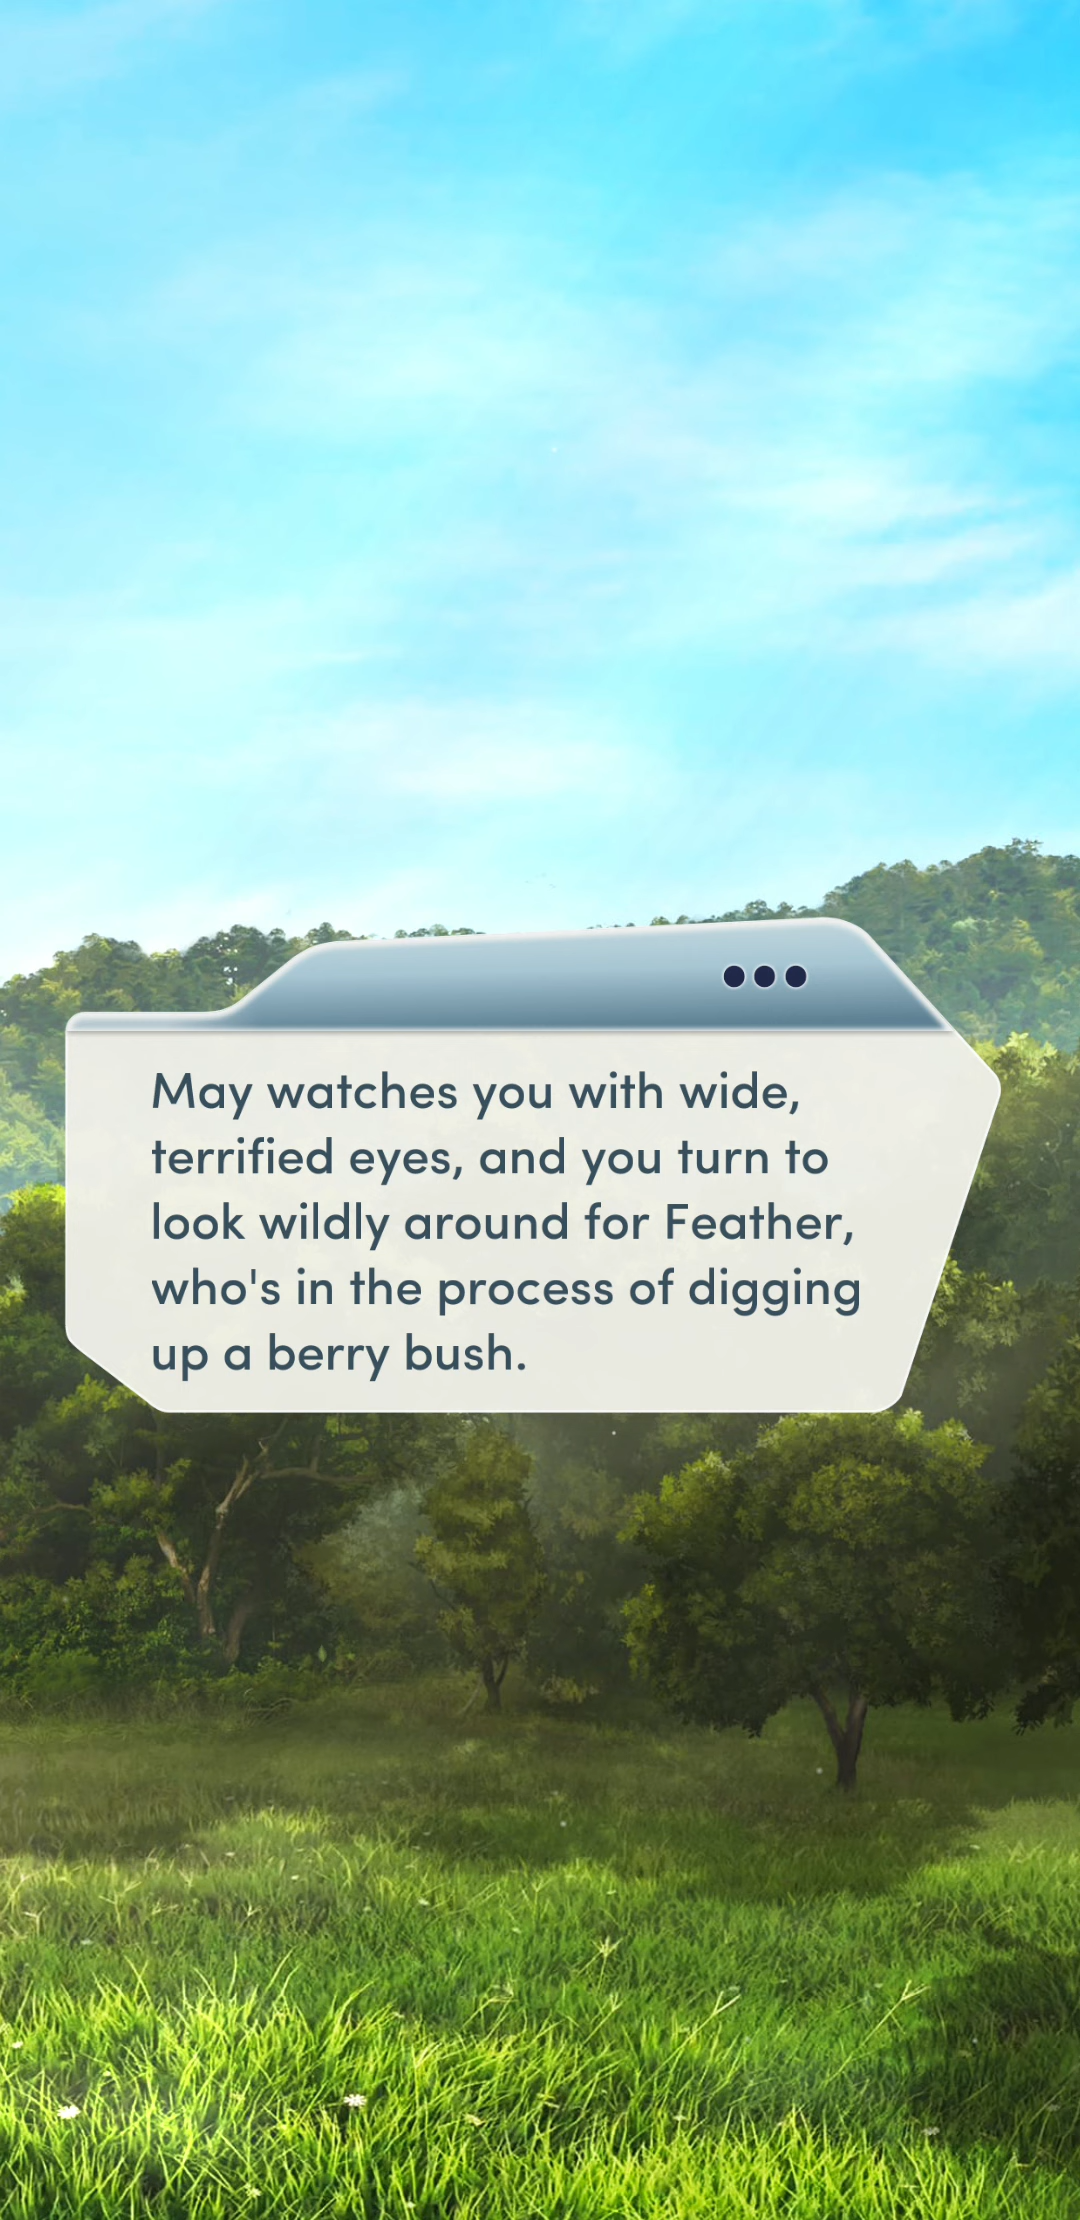 May watches you with wide,
terrified eyes, and you turn to
look wildly around for Feather,
who's in the process of digging
up a berry bush.